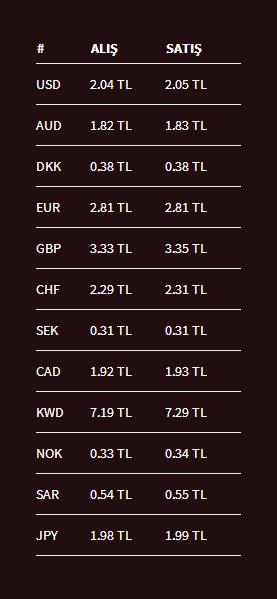 # ALIŞ SATIŞ
USD 2.04 TL 2.05 TL
AUD 1.82 TL 1.83 TL
DKK 0.38 TL 0.38 TL
EUR 2.81 TL 2.81 TL
GBP 3.33 TL 3.35 TL
CHF 2.29 TL 2.31 TL
SEK 0.31 TL 0.31 TL
CAD 1.92 TL 1.93 TL
KWD 7.19 TL 7.29 TL
NOK 0.33 TL 0.34 TL
SAR 0.54 TL 0.55 TL
JPY 1.98 TL 1.99 TL